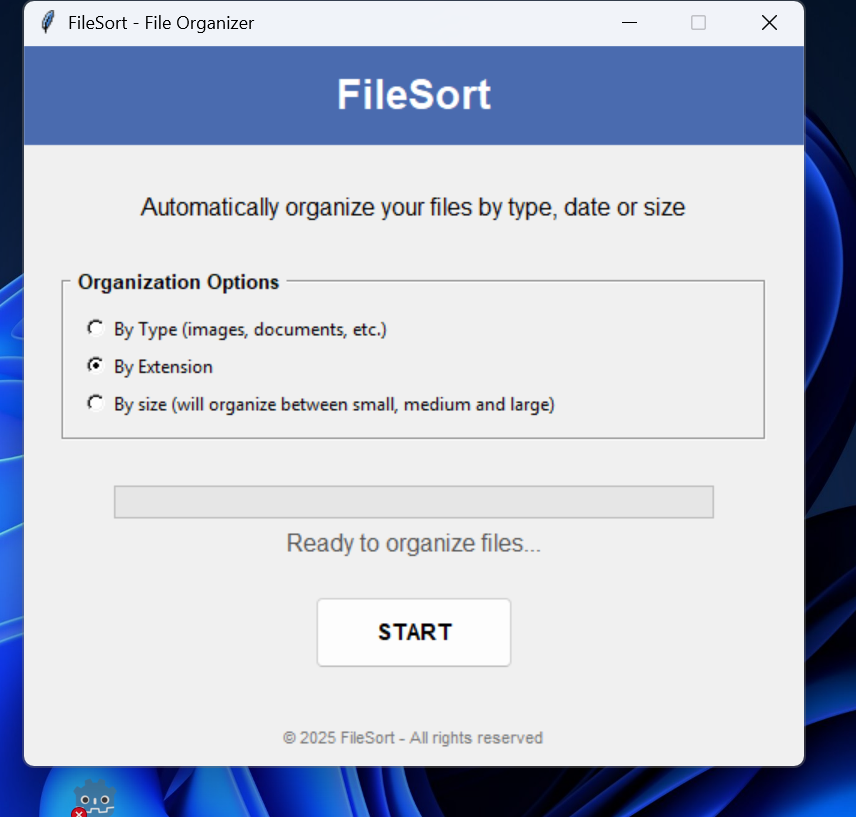 FileSort - File Organizer
FileSort
Automatically organize your files by type, date or size
Organization Options
By Type (images, documents, etc.)
By Extension
By size (will organize between small, medium and large)
Ready to organize files...
START
© 2025 FileSort - All rights reserved